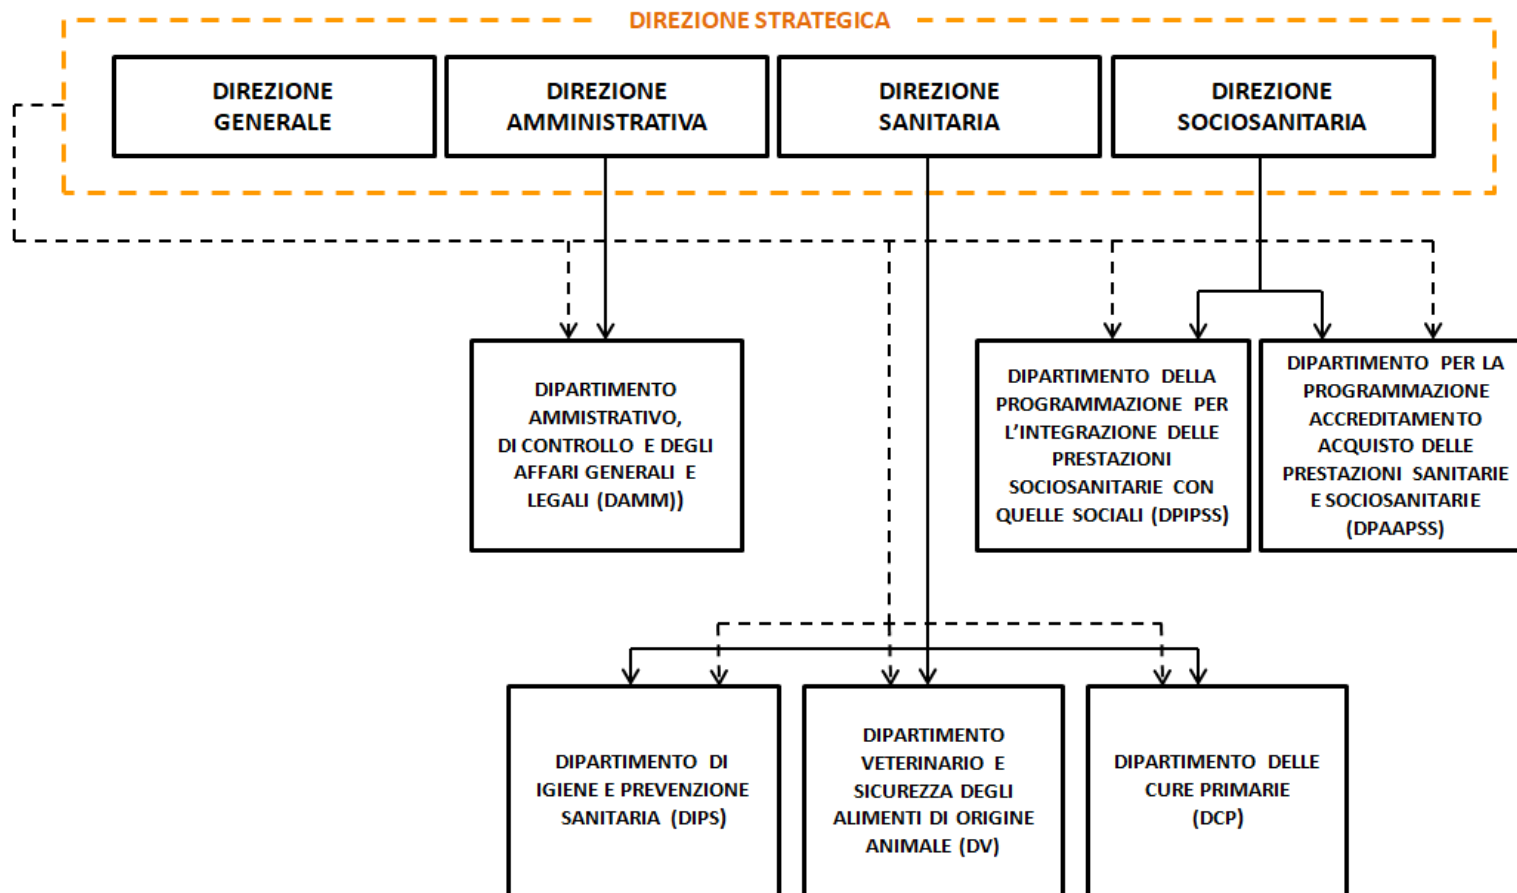 DIREZIONE STRATEGICA
DIREZIONE
GENERALE
DIREZIONE
AMMINISTRATIVA
DIREZIONE
SANITARIA
DIREZIONE
SOCIOSANITARIA
DIPARTIMENTO
AMMISTRATIVO,
DI CONTROLLO E DEGLI
AFFARI GENERALI E
LEGALI (DAMM))
DIPARTIMENTO DELLA
PROGRAMMAZIONE PER
L’INTEGRAZIONE DELLE
PRESTAZIONI
SOCIOSANITARIE CON
QUELLE SOCIALI (DPIPSS)
DIPARTIMENTO PER LA
PROGRAMMAZIONE
ACCREDITAMENTO
ACQUISTO DELLE
PRESTAZIONI SANITARIE
E SOCIOSANITARIE
(DPAAPSS)
DIPARTIMENTO DI
IGIENE E PREVENZIONE
SANITARIA (DIPS)
DIPARTIMENTO
VETERINARIO E
SICUREZZA DEGLI
ALIMENTI DI ORIGINE
ANIMALE (DV)
DIPARTIMENTO DELLE
CURE PRIMARIE
(DCP)